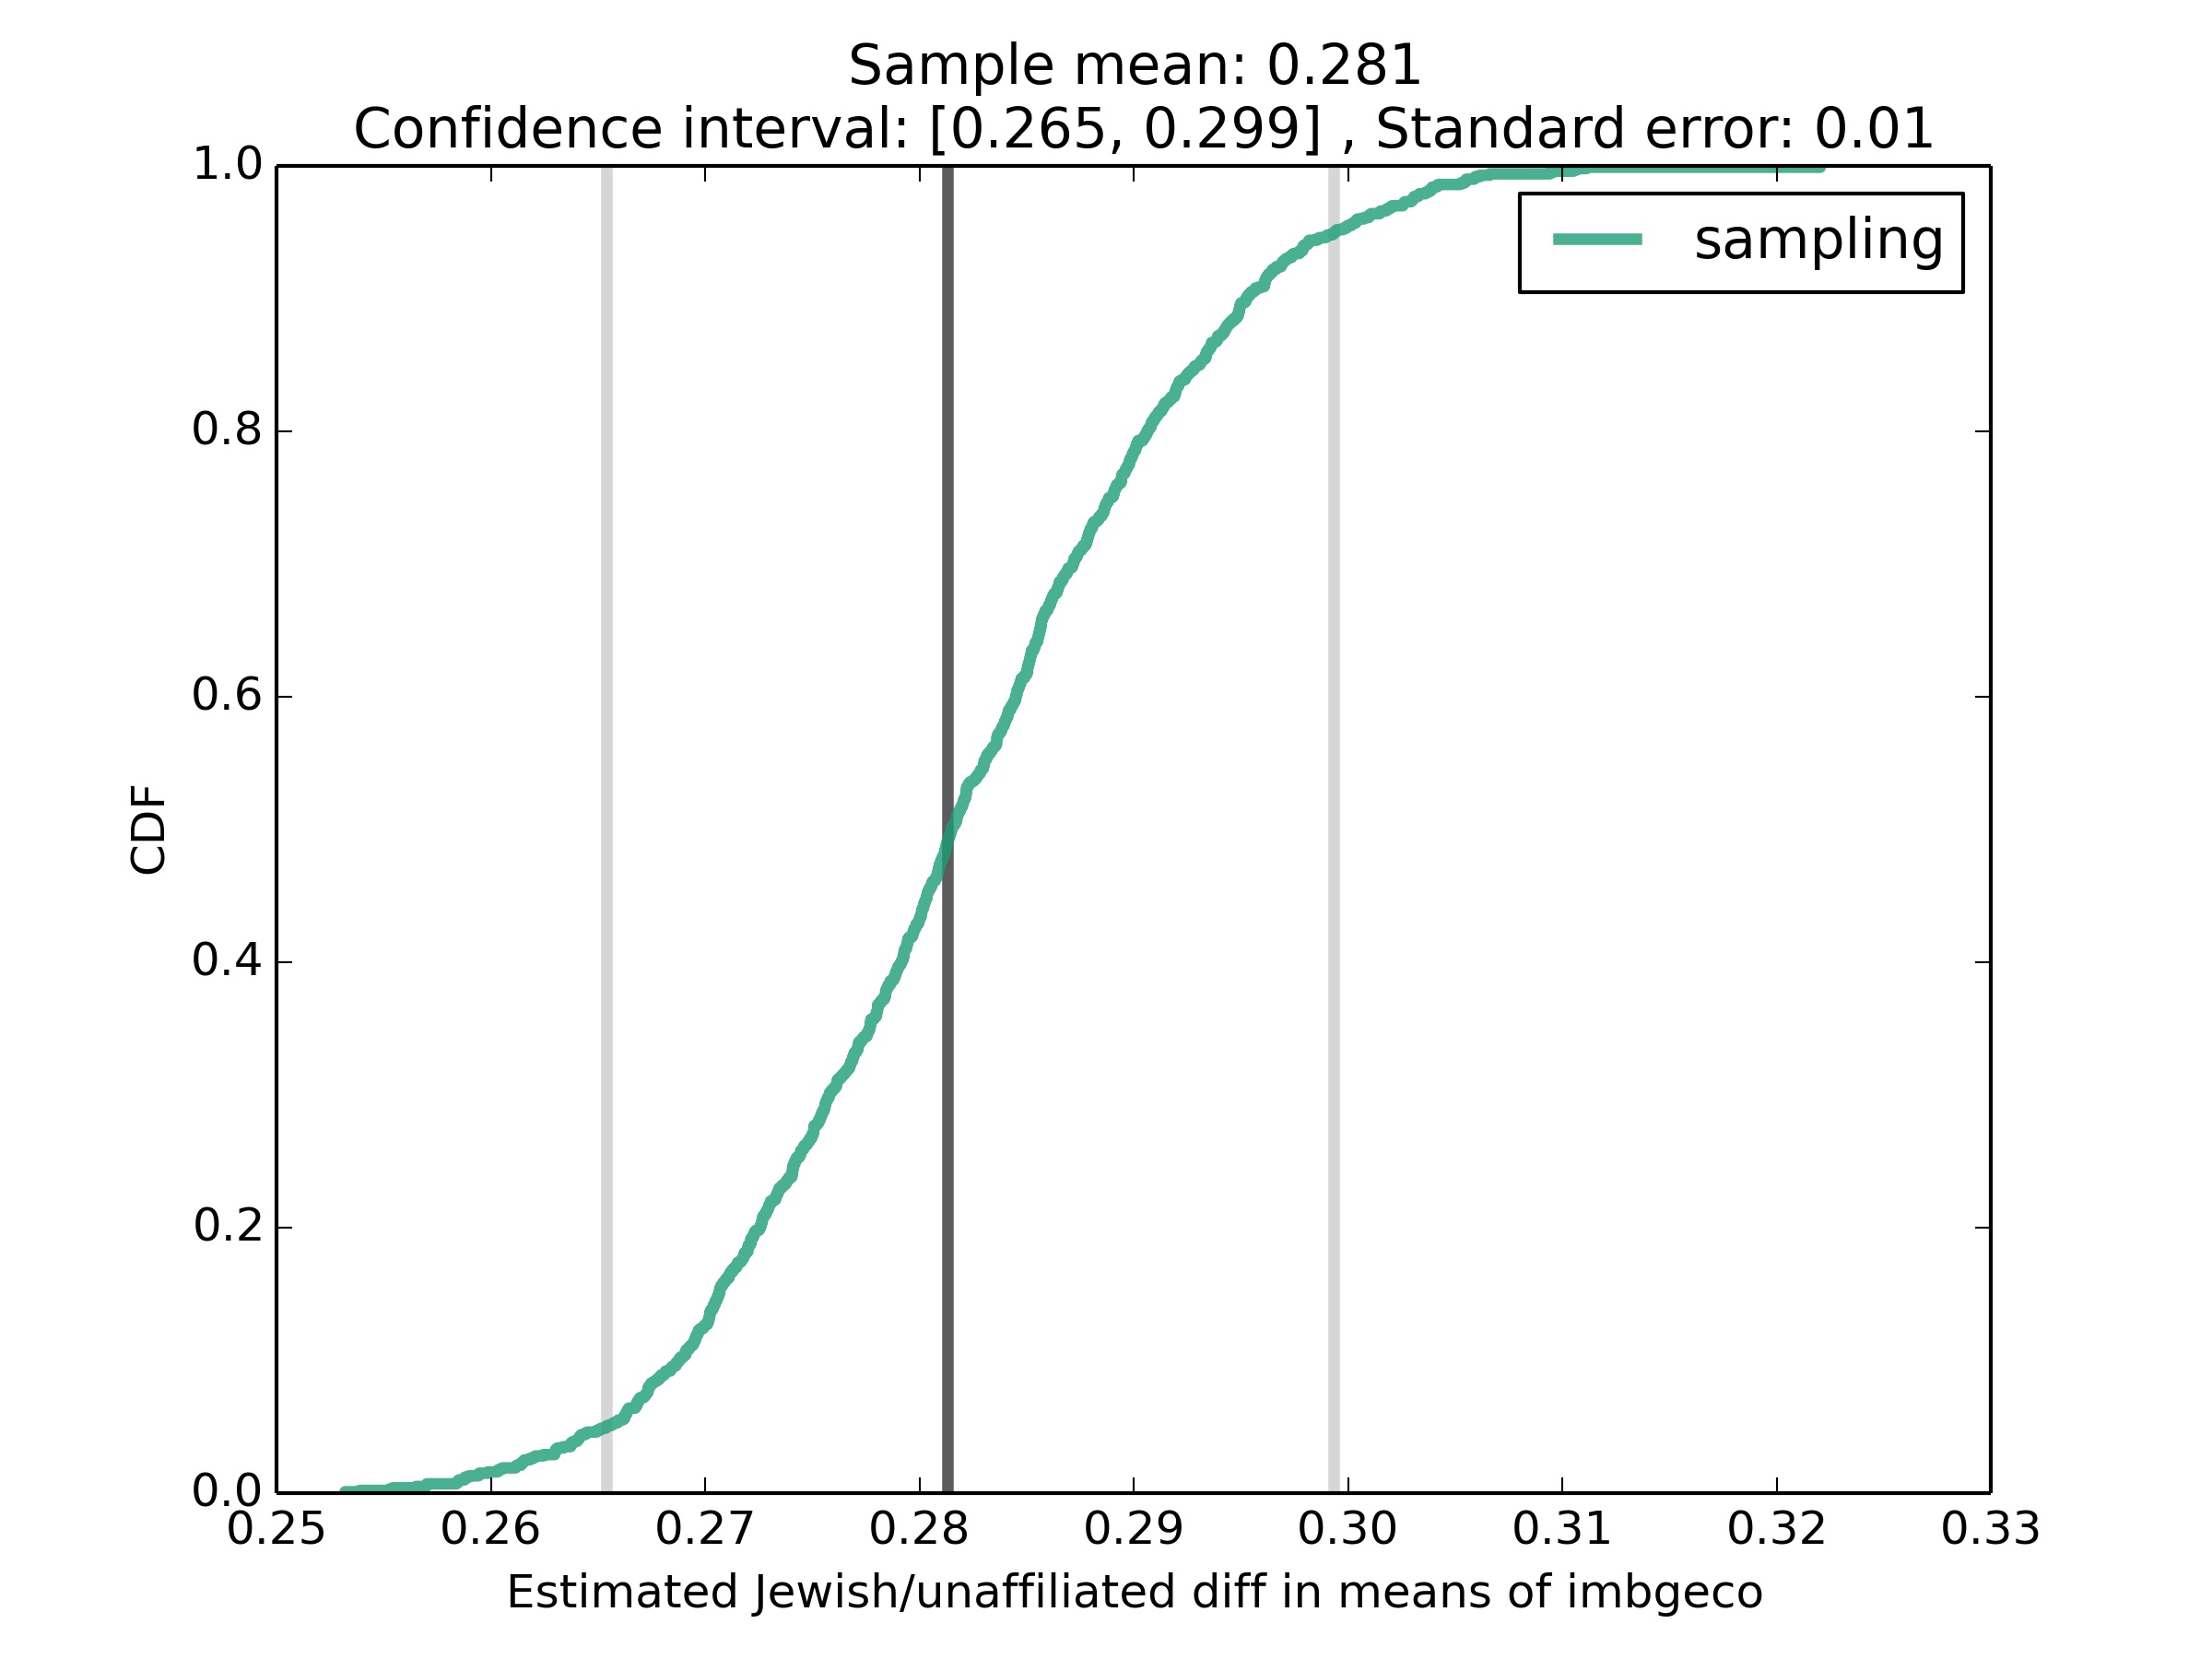 Sample mean: 0.281
Confidence interval: [0.265, 0.299] , Standard error: 0.01
1.0
0.8
0.6
0.4
0.2
0.0
CDF
sampling
0.25 0.26 0.27 0.28 0.29 0.30 0.31 0.32 0.33
Estimated Jewish/unaffiliated diff in means of imbgeco